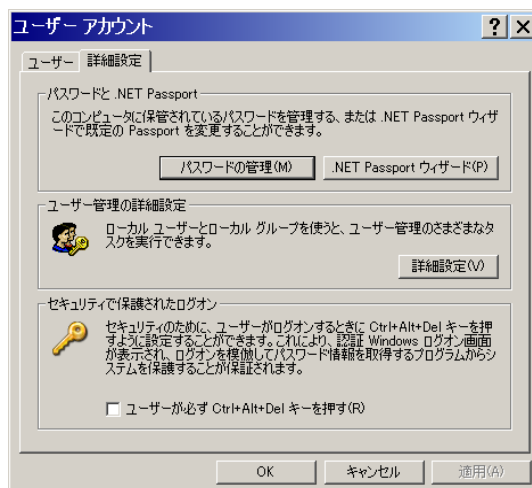 ユーザー アカウント
ユーザー 詳細設定
パスワードと .NET Passport
このコンピュータに保管されているパスワードを管理する、または .NET Passport ウィザ
ードで既定の Passport を変更することができます。
パスワードの管理(M) .NET Passport ウィザード(P)
ユーザー管理の詳細設定
ローカル ユーザーとローカル グループを使うと、ユーザー管理のさまざまなタ
スクを実行できます。
詳細設定(V)
セキュリティで保護されたログオン
セキュリティのために、ユーザーがログオンするときに Ctrl+Alt+Del キーを押
すように設定することができます。これにより、認証 Windows ログオン画面
が表示され、ログオンを模倣してパスワード情報を取得するプログラムからシ
ステムを保護することが保証されます。
ユーザーが必ず Ctrl+Alt+Del キーを押す(R)
OK キャンセル 適用(A)